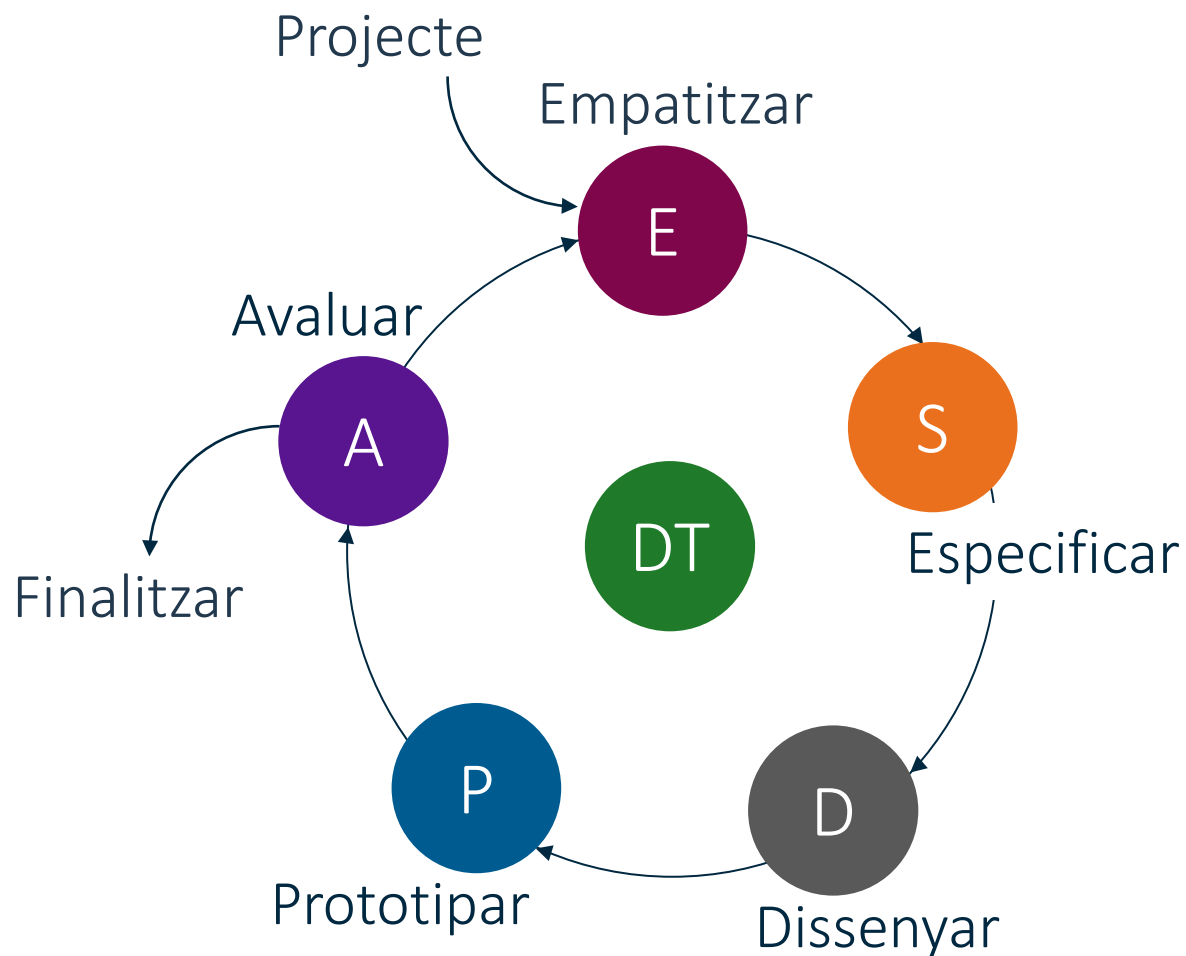 Projecte
Empatitzar
E
Avaluar
A
S
DT
Especificar
Finalitzar
P
D
Prototipar
Dissenyar